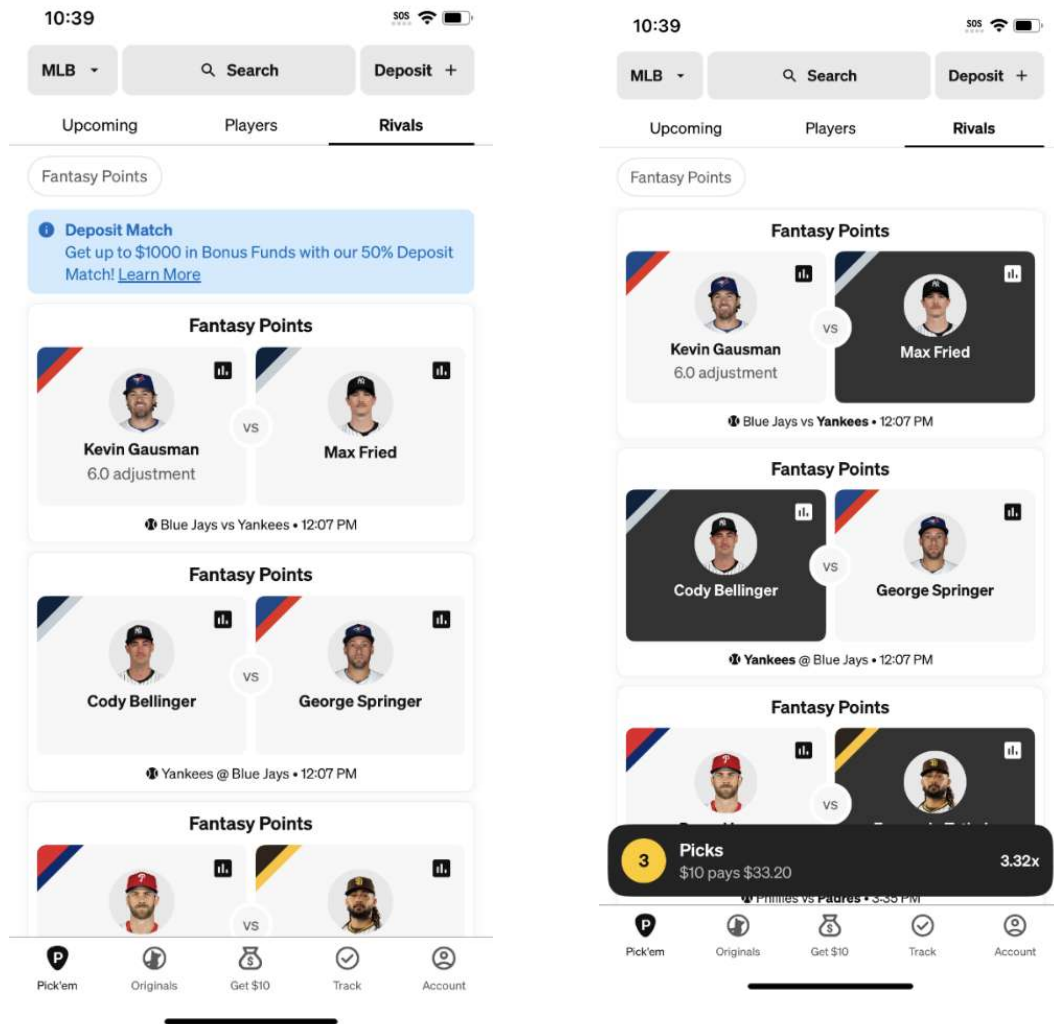 10:39
SOS
MLB
Search
Deposit +
Upcoming
Players
Rivals
Fantasy Points
Deposit Match
Get up to $1000 in Bonus Funds with our 50% Deposit
Match! Learn More
Fantasy Points
Kevin Gausman
6.0 adjustment
VS
Max Fried
Blue Jays vs Yankees • 12:07 PM
Fantasy Points
Cody Bellinger
VS
George Springer
Yankees @ Blue Jays • 12:07 PM
Fantasy Points
VS
P
Pick'em
Originals
Get $10
Track
Account
10:39
SOS
MLB
Search
Deposit +
Upcoming
Players
Rivals
Fantasy Points
Fantasy Points
Kevin Gausman
6.0 adjustment
VS
Max Fried
Blue Jays vs Yankees • 12:07 PM
Fantasy Points
Cody Bellinger
VS
George Springer
Yankees @ Blue Jays • 12:07 PM
Fantasy Points
VS
3
Picks
$10 pays $33.20
3.32x
Phillies vs Padres • 3:35 PM
P
Pick'em
Originals
Get $10
Track
Account